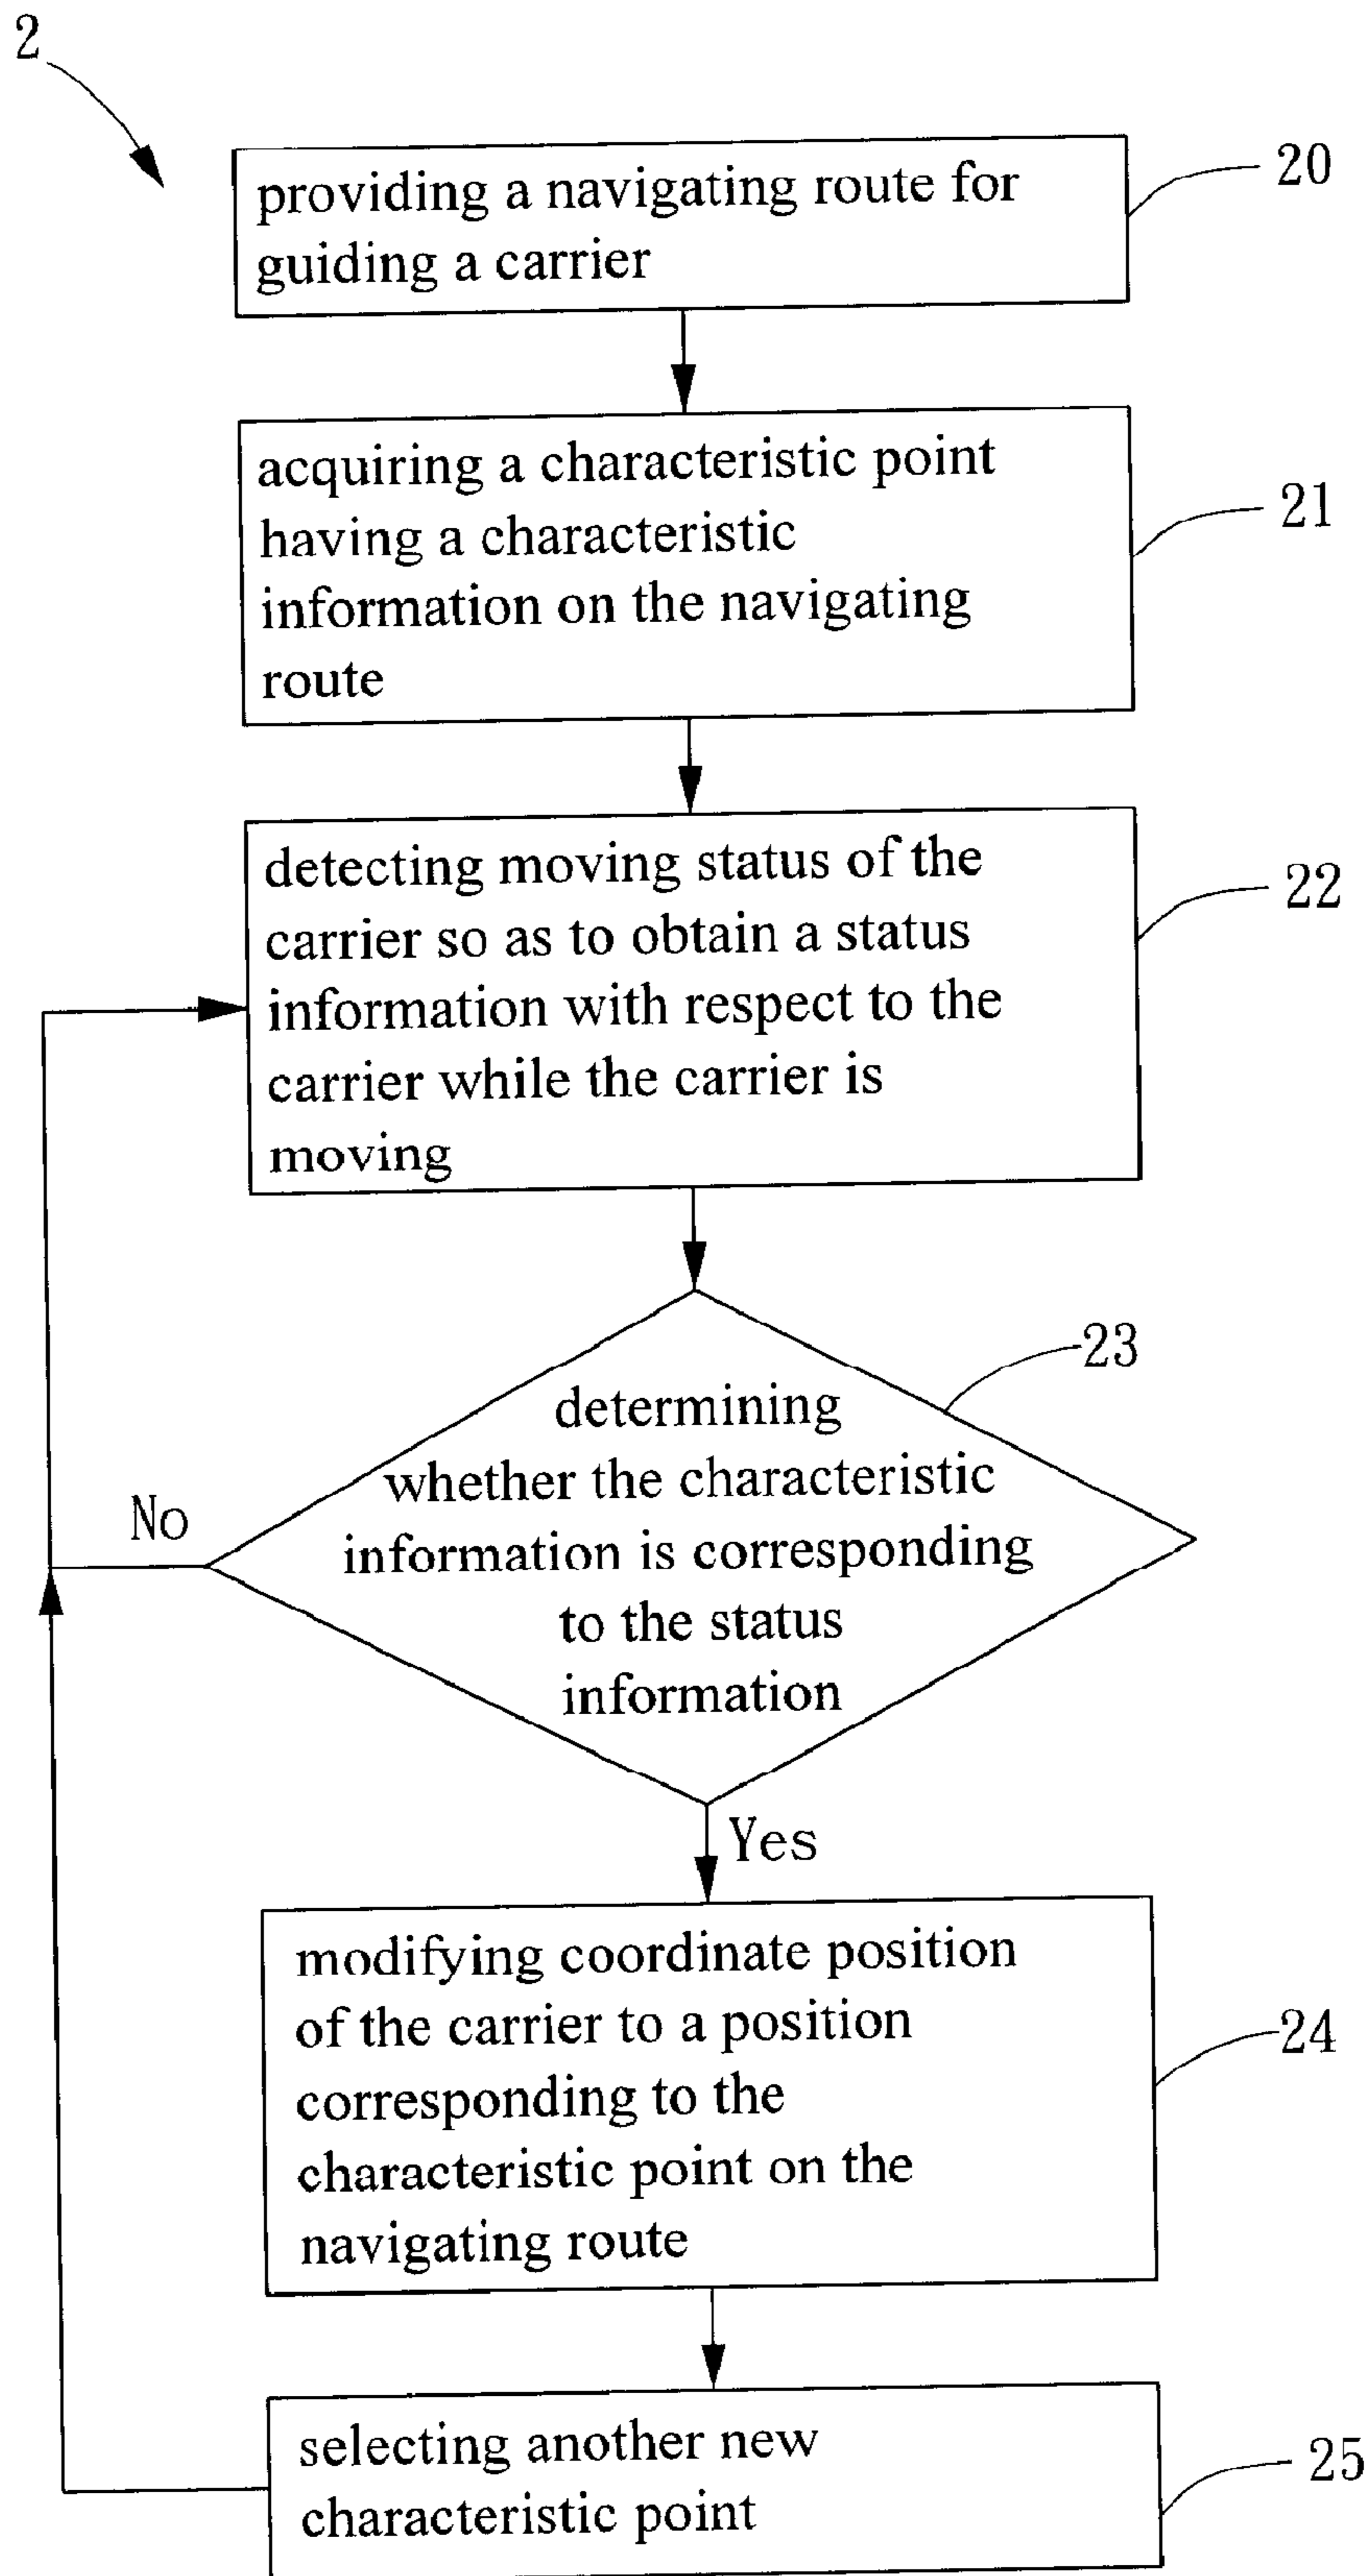 2
providing a navigating route for
guiding a carrier
20
acquiring a characteristic point
having a characteristic
information on the navigating
route
21
detecting moving status of the
carrier so as to obtain a status
information with respect to the
carrier while the carrier is
moving
22
23
determining
whether the characteristic
information is corresponding
to the status
information
No
Yes
modifying coordinate position
of the carrier to a position
corresponding to the
characteristic point on the
navigating route
24
selecting another new
characteristic point
25